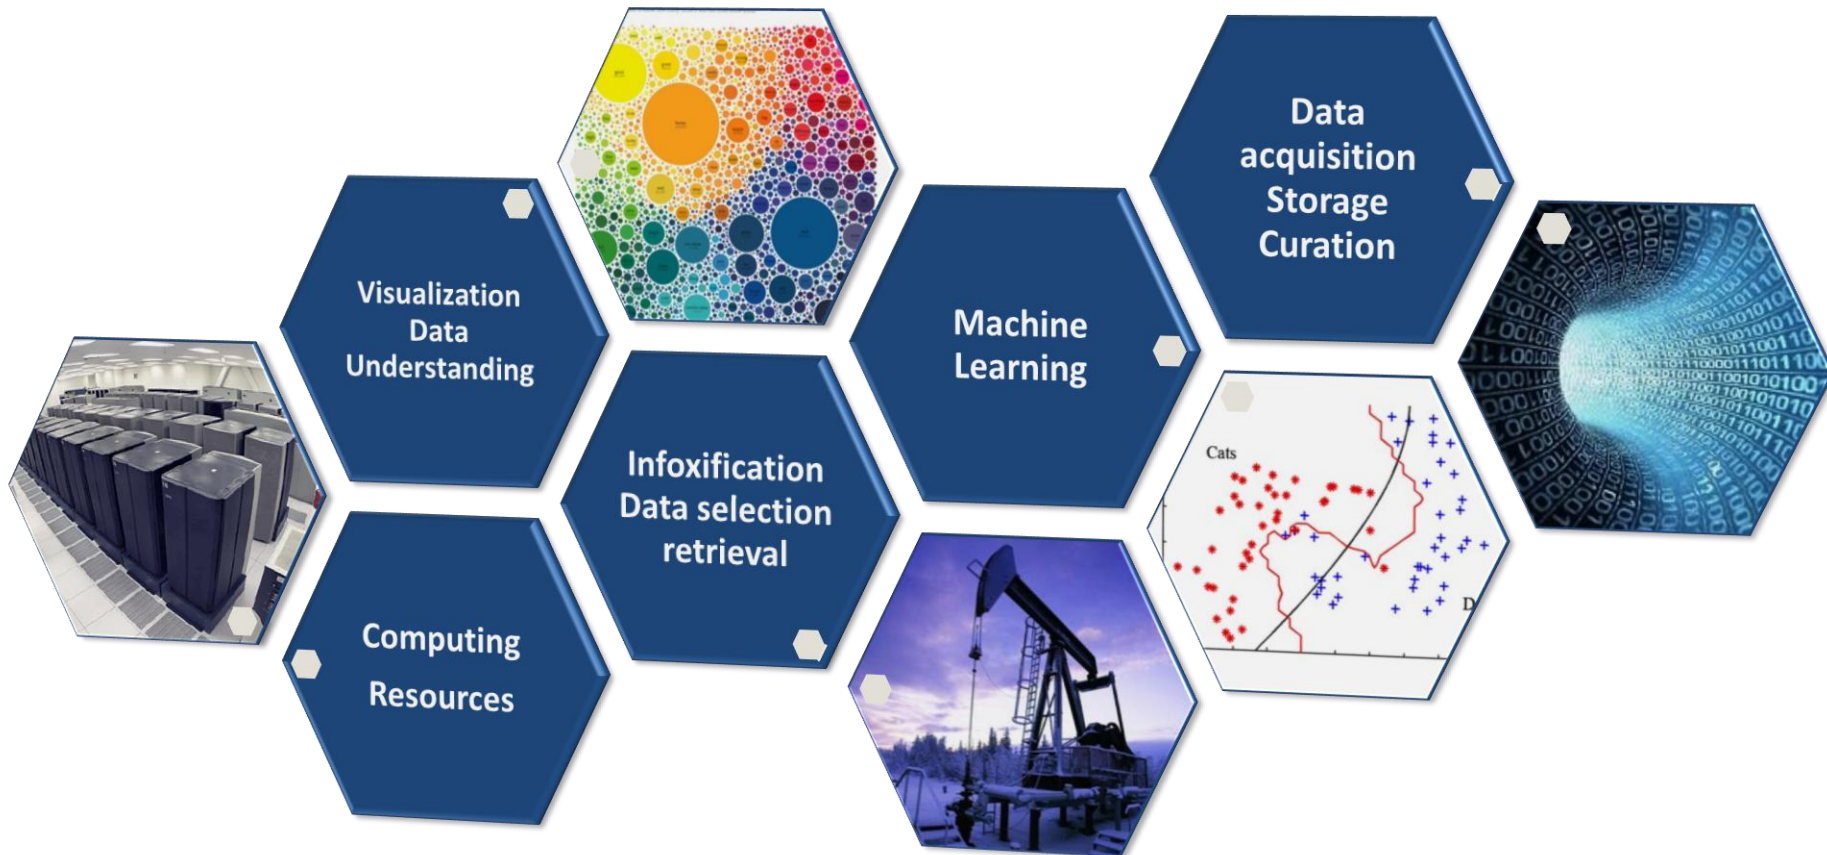 Visualization
Data
Understanding
Computing
Resources
Infoxification
Data selection
retrieval
Machine
Learning
Data
acquisition
Storage
Curation
Cats
D